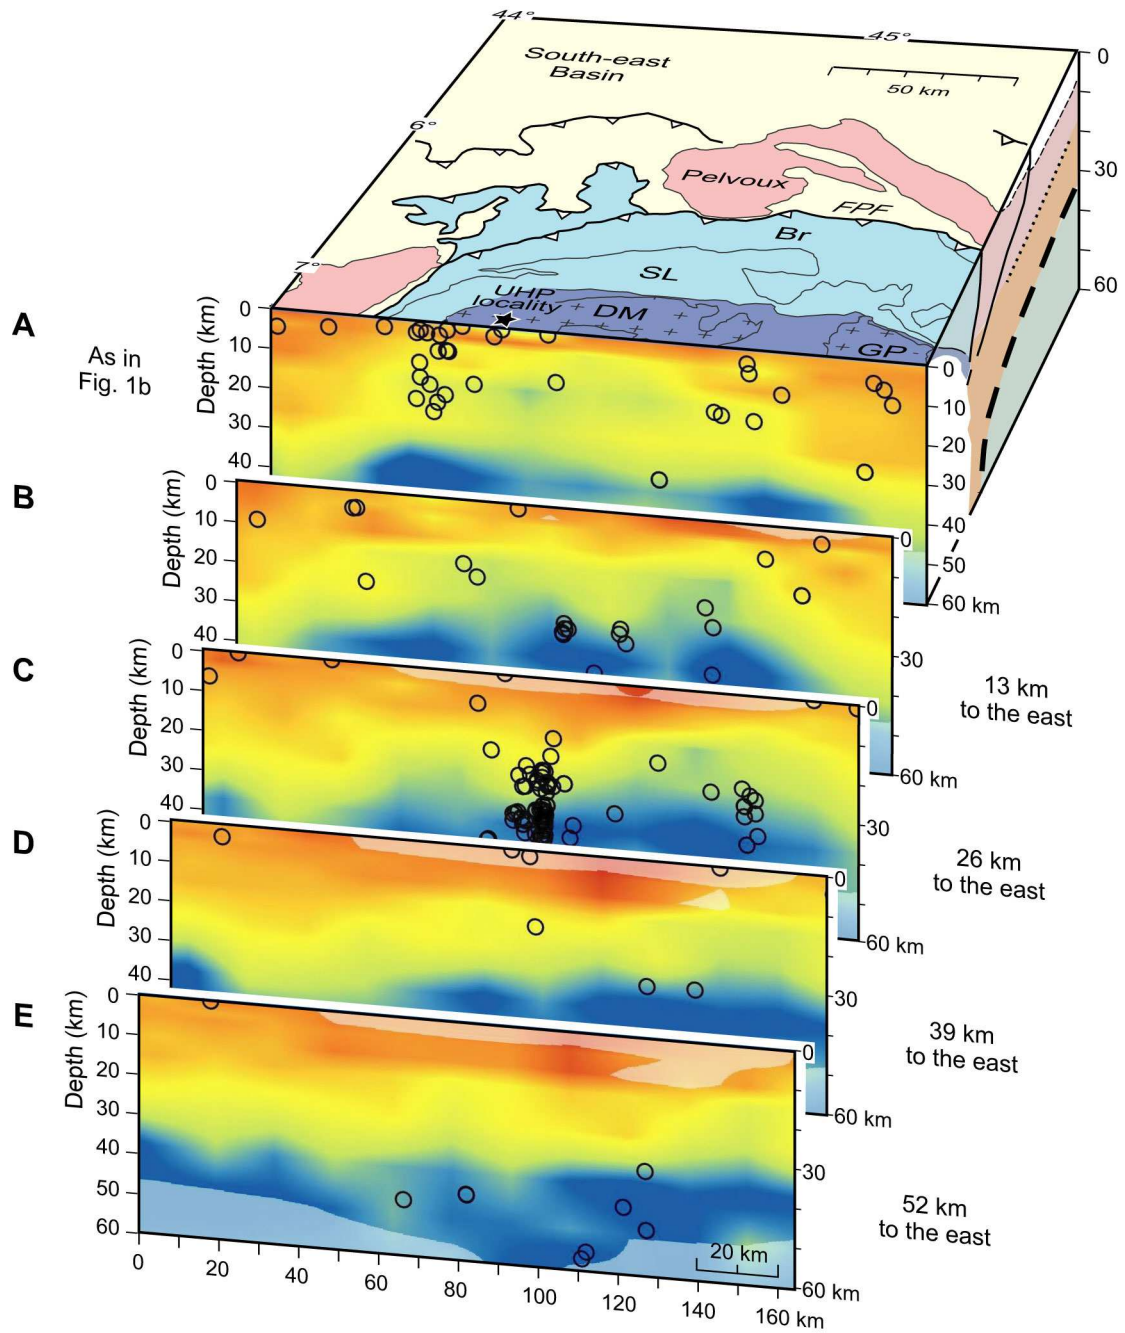 44°
45°
0
South-east
Basin
50 km
6°
30
Pelvoux
FPF
Br
7°
SL
60
UHP
locality
DM
GP
A
As in
Fig. 1b
Depth (km)
0
10
20
30
40
0
10
20
30
40
50
60 km
B
Depth (km)
0
10
20
30
40
0
30
60 km
13 km
to the east
C
Depth (km)
0
10
20
30
40
0
30
60 km
26 km
to the east
D
Depth (km)
0
10
20
30
40
0
30
60 km
39 km
to the east
E
Depth (km)
0
10
20
30
40
50
60
0
30
60 km
52 km
to the east
20 km
0
20
40
60
80
100
120
140
160 km